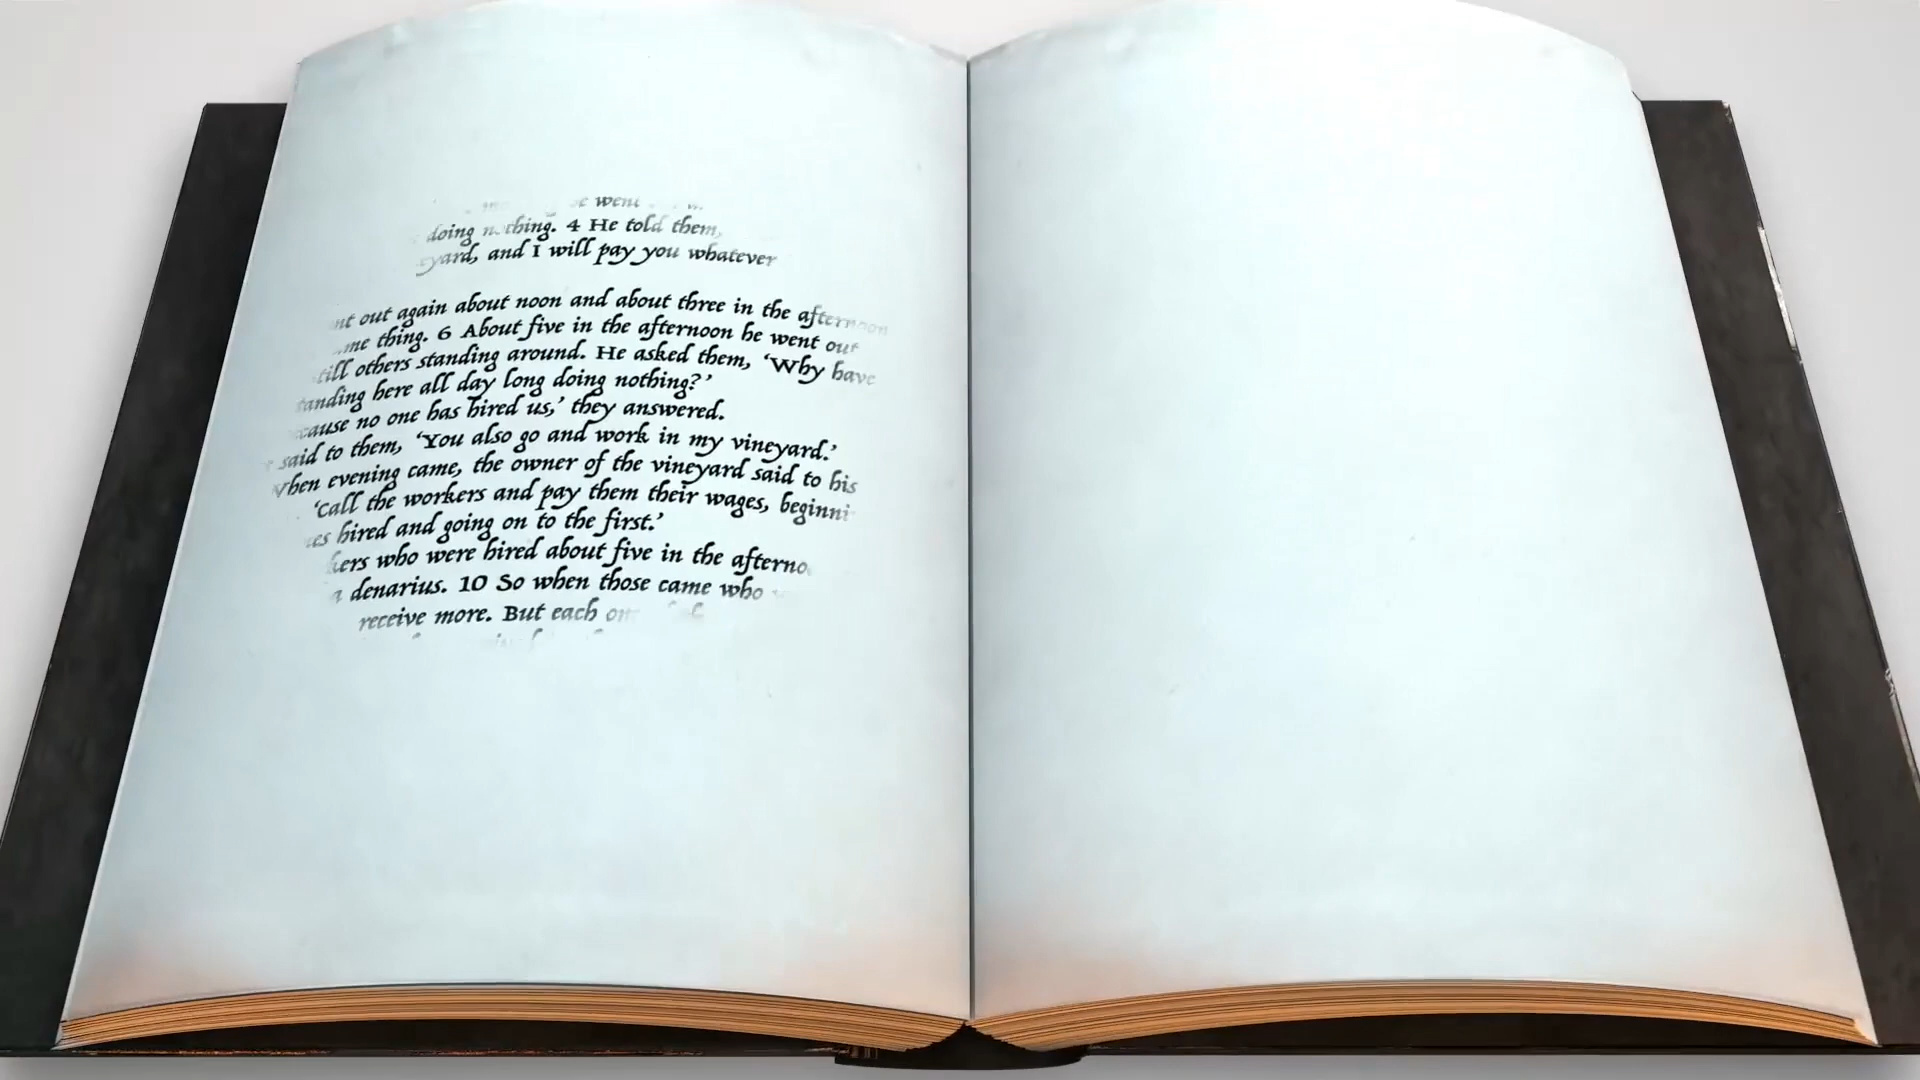 he went
doing nothing. 4 He told them,
and I will pay you whatever
out again about noon and about three in the afternoon
thing. 6 About five in the afternoon he went out
others standing around. He asked them, 'Why have
here all day long doing nothing?'
no one has hired us,' they answered.
said to them, 'You also go and work in my vineyard.'
When evening came, the owner of the vineyard said to his
'Call the workers and pay them their wages, beginni
hired and going on to the first.'
who were hired about five in the afterno
a denarius. 10 So when those came who
receive more. But each